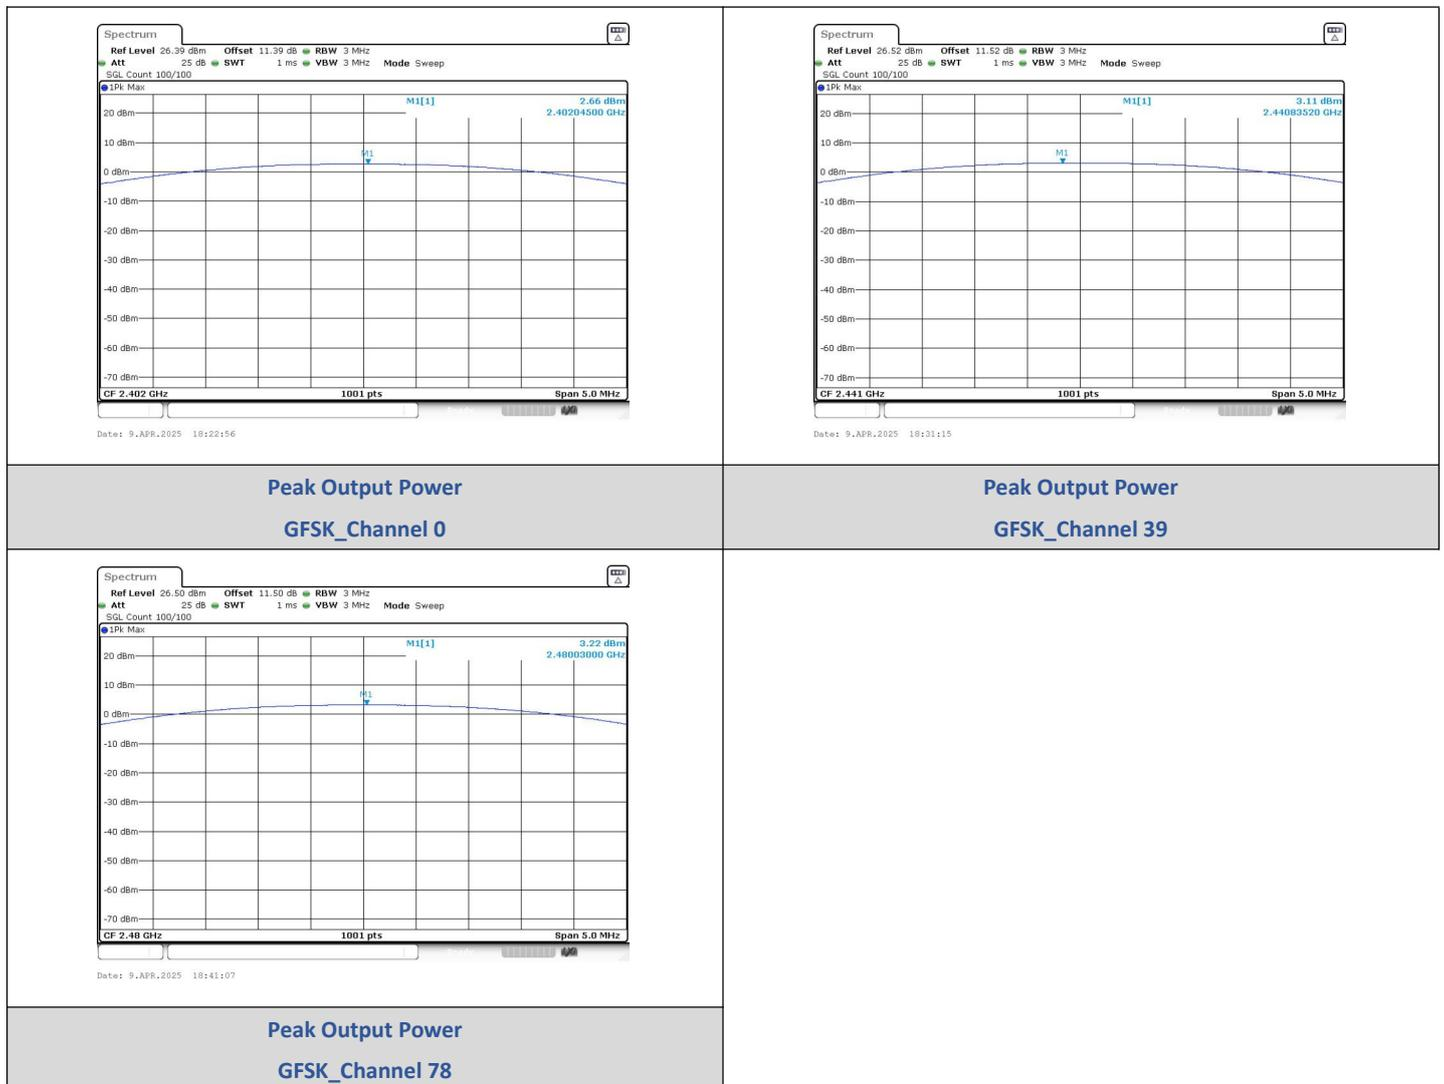 Spectrum
Ref Level 26.39 dBm Offset 11.39 dB RBW 3 MHz
Att 25 dB SWT 1 ms VBW 3 MHz Mode Sweep
SGL Count 100/100
1Pk Max
M1[1] 2.66 dBm
2.40204500 GHz
20 dBm
10 dBm
M1
0 dBm
-10 dBm
-20 dBm
-30 dBm
-40 dBm
-50 dBm
-60 dBm
-70 dBm
CF 2.402 GHz 1001 pts Span 5.0 MHz
Date: 9.APR.2025 18:22:56
Peak Output Power
GFSK_Channel 0
Spectrum
Ref Level 26.52 dBm Offset 11.52 dB RBW 3 MHz
Att 25 dB SWT 1 ms VBW 3 MHz Mode Sweep
SGL Count 100/100
1Pk Max
M1[1] 3.11 dBm
2.44083520 GHz
20 dBm
10 dBm
M1
0 dBm
-10 dBm
-20 dBm
-30 dBm
-40 dBm
-50 dBm
-60 dBm
-70 dBm
CF 2.441 GHz 1001 pts Span 5.0 MHz
Date: 9.APR.2025 18:31:15
Peak Output Power
GFSK_Channel 39
Spectrum
Ref Level 26.50 dBm Offset 11.50 dB RBW 3 MHz
Att 25 dB SWT 1 ms VBW 3 MHz Mode Sweep
SGL Count 100/100
1Pk Max
M1[1] 3.22 dBm
2.48003000 GHz
20 dBm
10 dBm
M1
0 dBm
-10 dBm
-20 dBm
-30 dBm
-40 dBm
-50 dBm
-60 dBm
-70 dBm
CF 2.48 GHz 1001 pts Span 5.0 MHz
Date: 9.APR.2025 18:41:07
Peak Output Power
GFSK_Channel 78